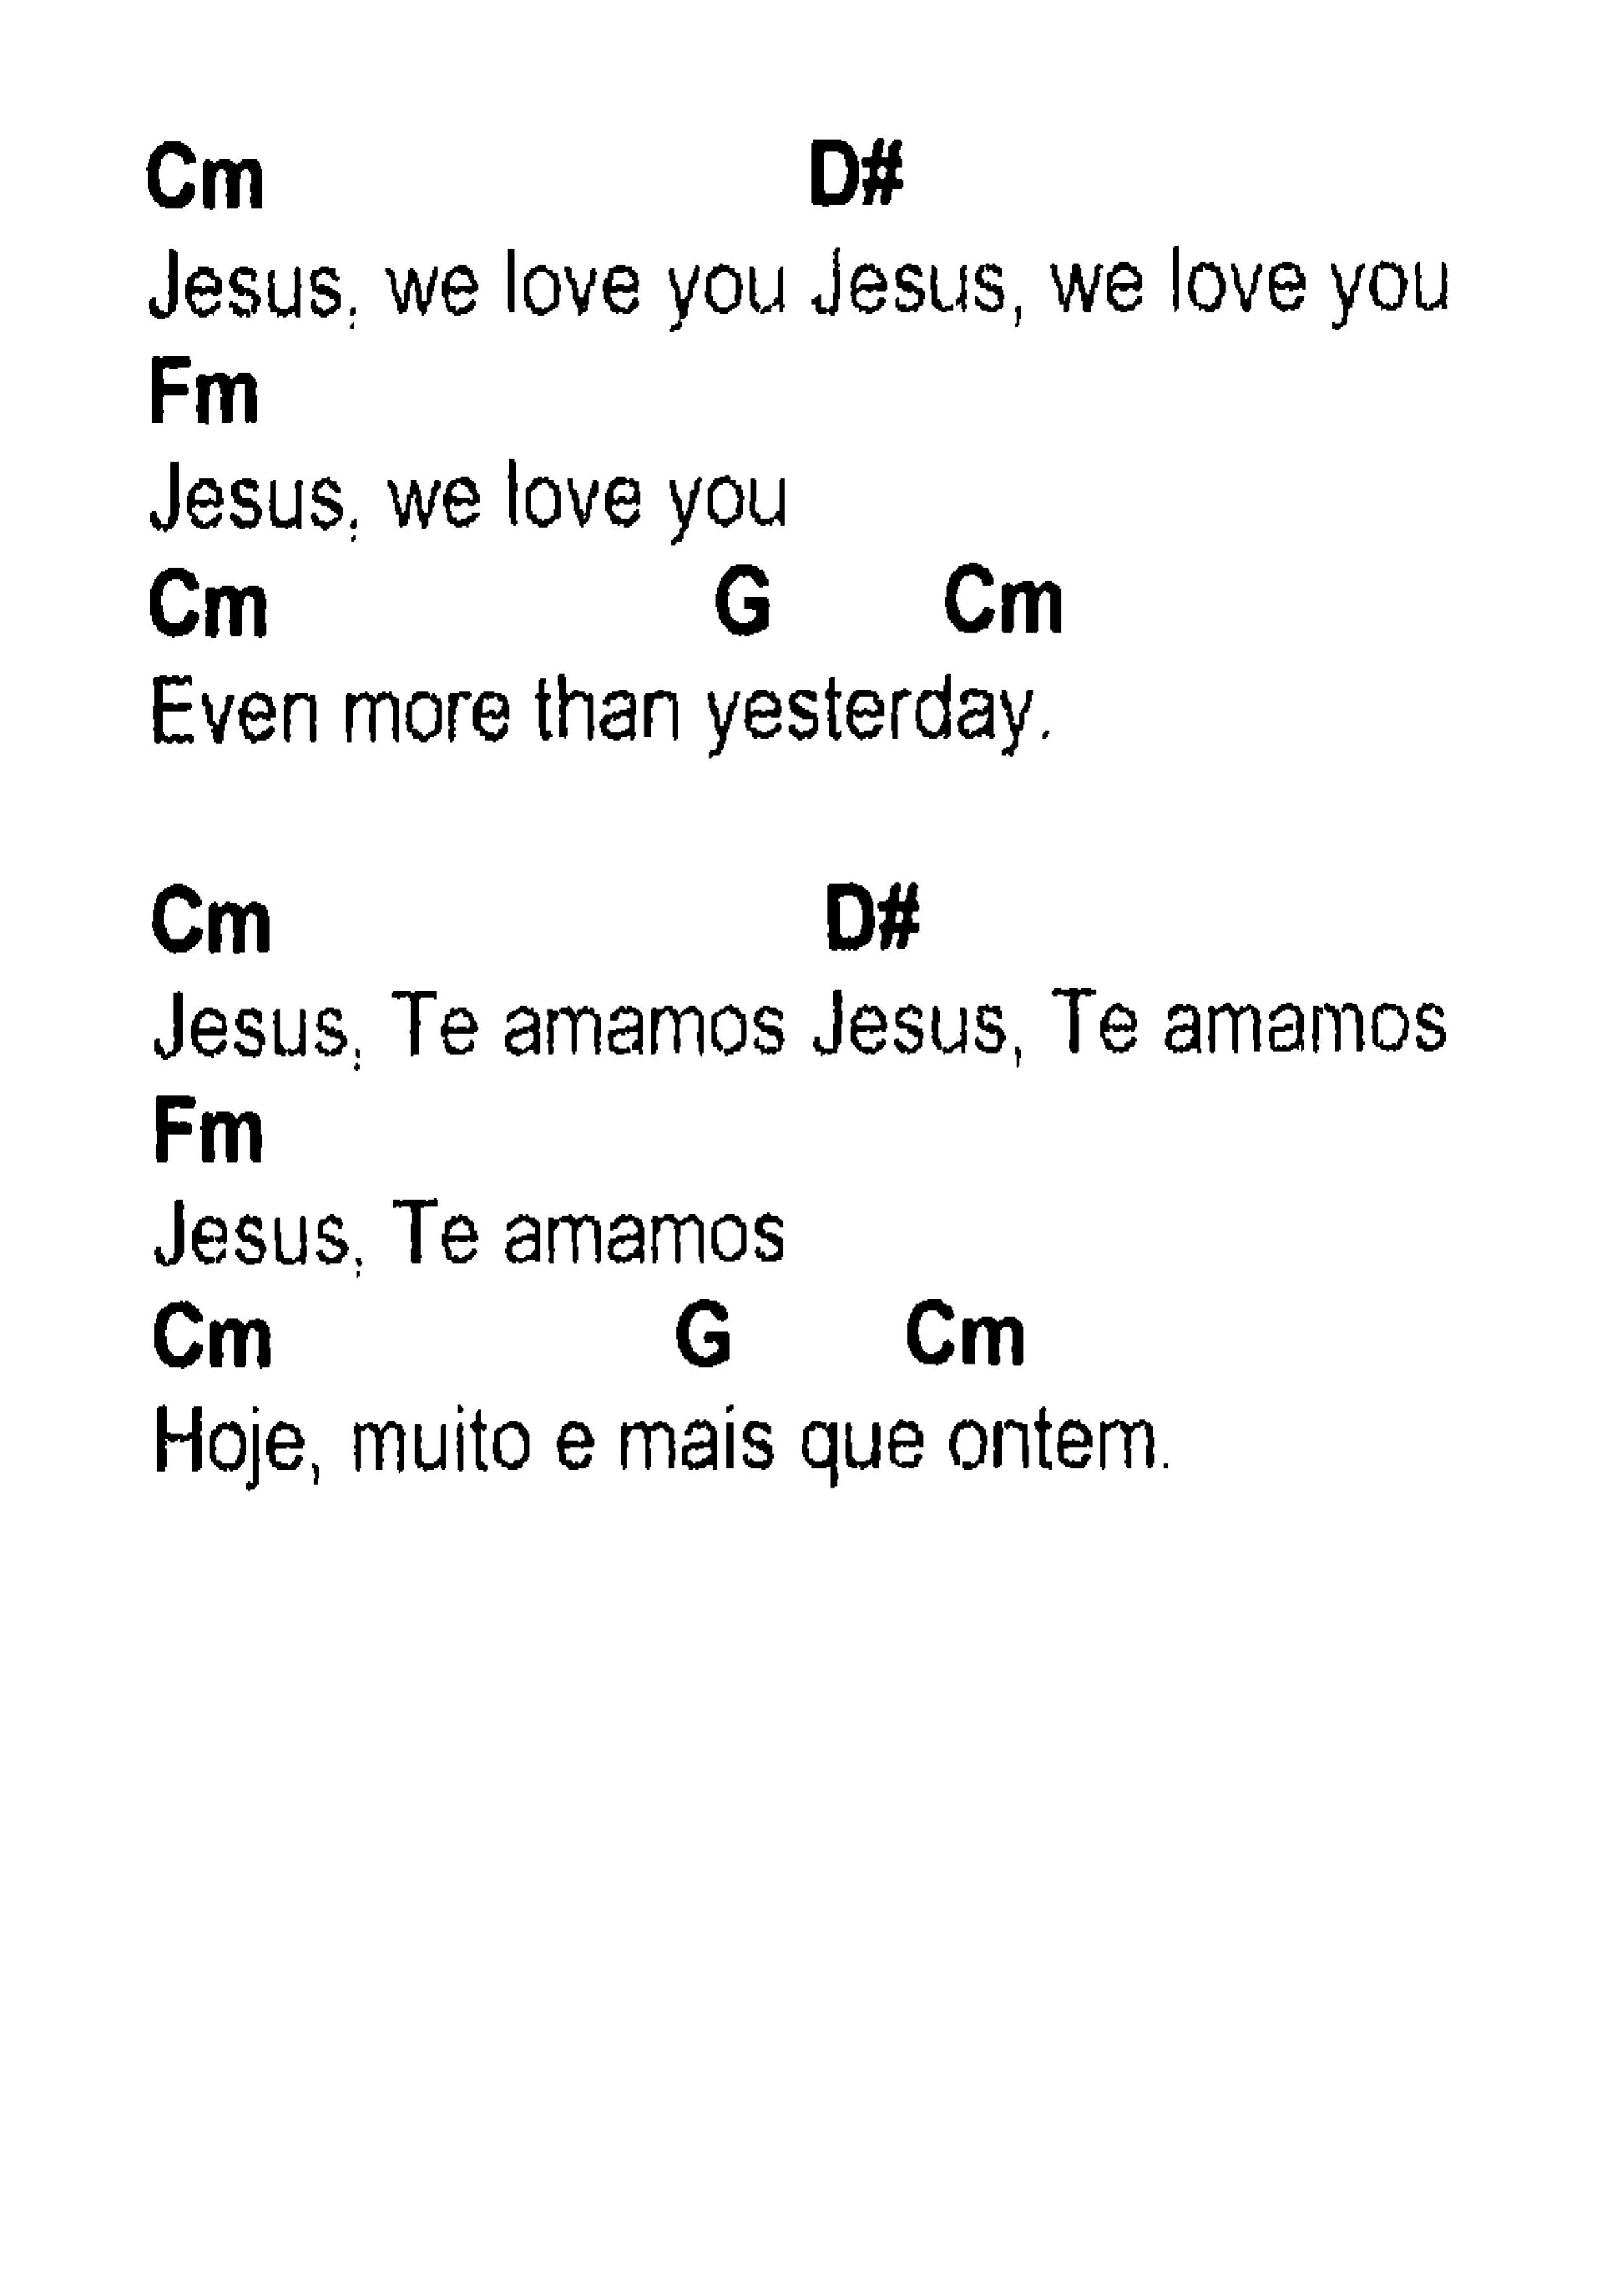 Cm D#
Jesus, we love you Jesus, we love you
Fm
Jesus, we love you
Cm G Cm
Even more than yesterday.
Cm D#
Jesus, Te amamos Jesus, Te amamos
Fm
Jesus, Te amamos
Cm G Cm
Hoje, muito e mais que ontem.